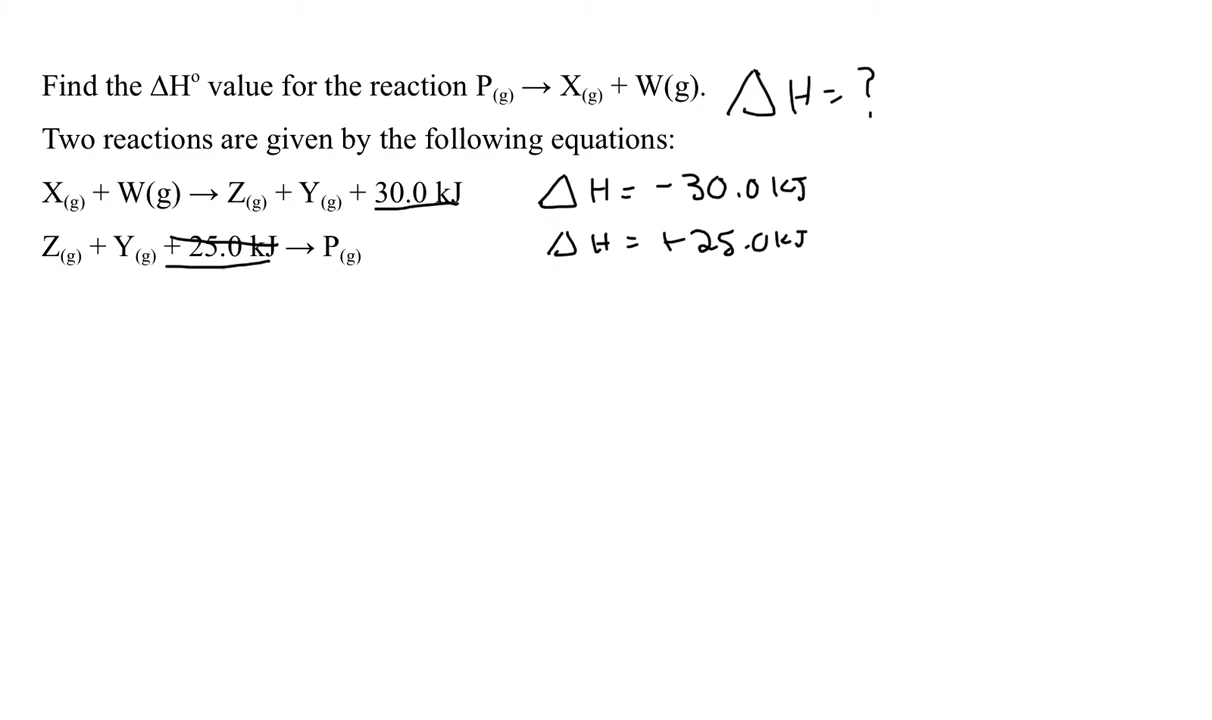 Find the ΔH° value for the reaction P(g) → X(g) + W(g). ΔH = ?
Two reactions are given by the following equations:
X(g) + W(g) → Z(g) + Y(g) + 30.0 kJ ΔH = -30.0 kJ
Z(g) + Y(g) + 25.0 kJ → P(g) ΔH = +25.0 kJ